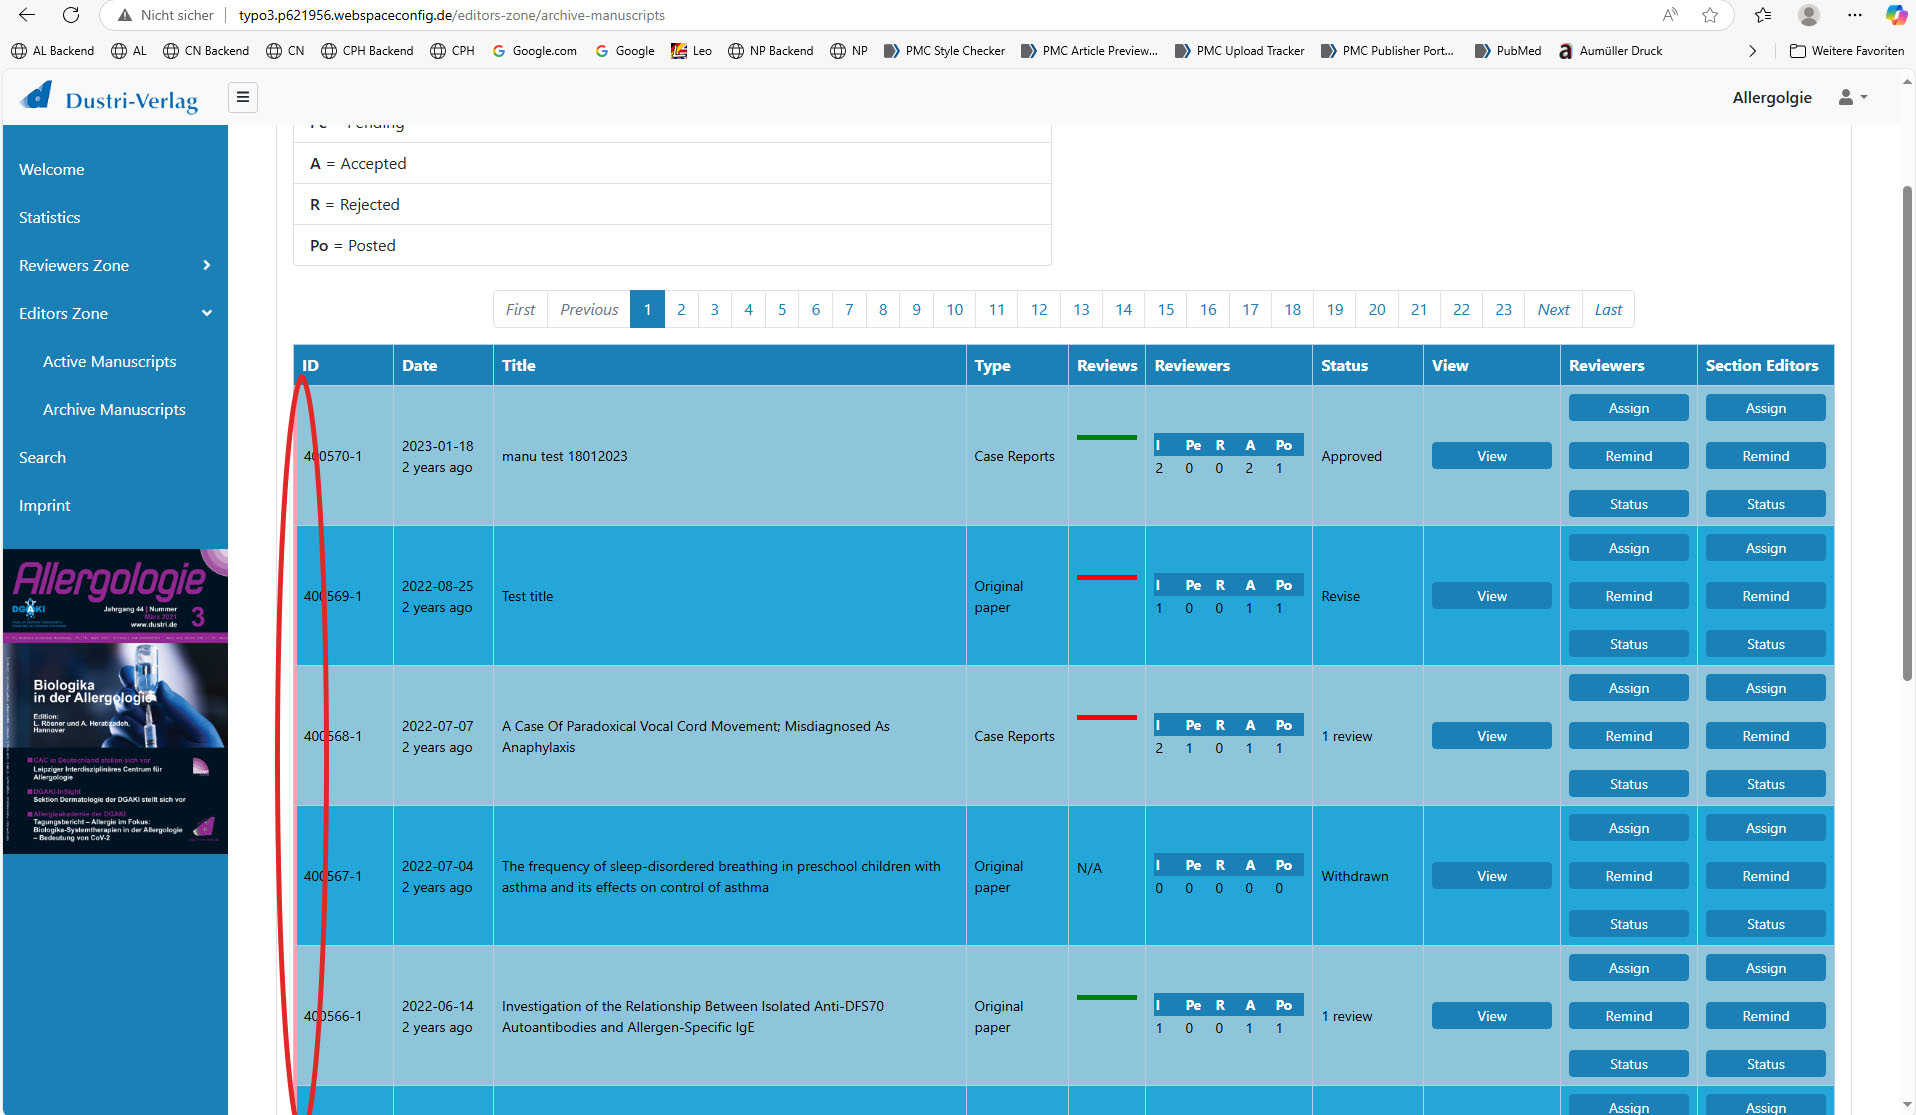 Nicht sicher typo3.p621956.webspaceconfig.de/editors-zone/archive-manuscripts
AL Backend AL CN Backend CN CPH Backend CPH Google.com Google Leo NP Backend NP PMC Style Checker PMC Article Preview... PMC Upload Tracker PMC Publisher Port... PubMed Aumüller Druck Weitere Favoriten
Dustri-Verlag Allergolgie
Welcome
Statistics
Reviewers Zone
Editors Zone
Active Manuscripts
Archive Manuscripts
Search
Imprint
Allergologie
DGAKI
Jahrgang 44 | Nummer 3
März 2021
www.dustri.de
Biologika
in der Allergologie
Edition:
L. Rösner und A. Heratizadeh,
Hannover
CAC in Deutschland stellen sich vor
Leipziger Interdisziplinäres Centrum für
Allergologie
DGAKI-InSight
Sektion Dermatologie der DGAKI stellt sich vor
Allergieakademie der DGAKI
Tagungsbericht – Allergie im Fokus:
Biologika-Systemtherapien in der Allergologie
– Bedeutung von CoV-2
Pe = Pending
A = Accepted
R = Rejected
Po = Posted
First Previous 1 2 3 4 5 6 7 8 9 10 11 12 13 14 15 16 17 18 19 20 21 22 23 Next Last
ID Date Title Type Reviews Reviewers Status View Reviewers Section Editors
400570-1
2023-01-18
2 years ago
manu test 18012023
Case Reports
I Pe R A Po
2 0 0 2 1
Approved
View
Assign Assign
Remind Remind
Status Status
400569-1
2022-08-25
2 years ago
Test title
Original
paper
I Pe R A Po
1 0 0 1 1
Revise
View
Assign Assign
Remind Remind
Status Status
400568-1
2022-07-07
2 years ago
A Case Of Paradoxical Vocal Cord Movement; Misdiagnosed As
Anaphylaxis
Case Reports
I Pe R A Po
2 1 0 1 1
1 review
View
Assign Assign
Remind Remind
Status Status
400567-1
2022-07-04
2 years ago
The frequency of sleep-disordered breathing in preschool children with
asthma and its effects on control of asthma
Original
paper
N/A
I Pe R A Po
0 0 0 0 0
Withdrawn
View
Assign Assign
Remind Remind
Status Status
400566-1
2022-06-14
2 years ago
Investigation of the Relationship Between Isolated Anti-DFS70
Autoantibodies and Allergen-Specific IgE
Original
paper
I Pe R A Po
1 0 0 1 1
1 review
View
Assign Assign
Remind Remind
Status Status
Assign Assign